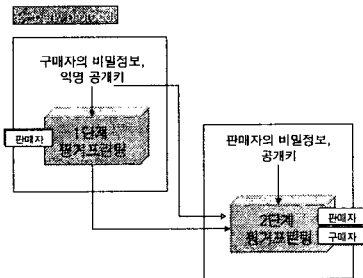 구매자의 비밀정보,
익명 공개키
판매자
1단계
핑거프린팅
판매자의 비밀정보,
공개키
2단계
핑거프린팅
판매자
구매자